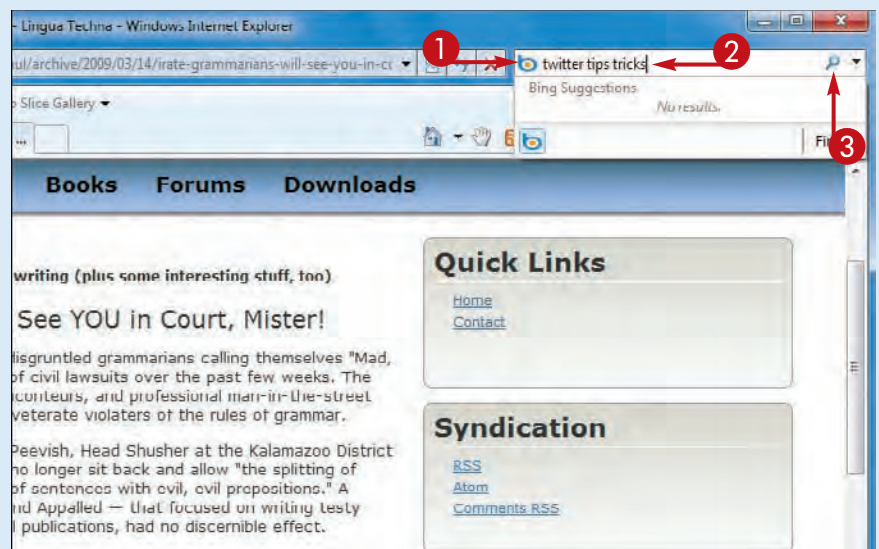 - Lingua Techna - Windows Internet Explorer
ul/archive/2009/03/14/irate-grammarians-will-see-you-in-cc
1
twitter tips tricks
2
Bing Suggestions
No results.
3
Slice Gallery
...
Books Forums Downloads
writing (plus some interesting stuff, too)
See YOU in Court, Mister!
disgruntled grammarians calling themselves "Mad,
of civil lawsuits over the past few weeks. The
iconteurs, and professional man-in-the-street
veterate violaters of the rules of grammar.
Peevish, Head Shusher at the Kalamazoo District
no longer sit back and allow "the splitting of
of sentences with evil, evil prepositions." A
nd Appalled — that focused on writing testy
l publications, had no discernible effect.
Quick Links
Home
Contact
Syndication
RSS
Atom
Comments RSS